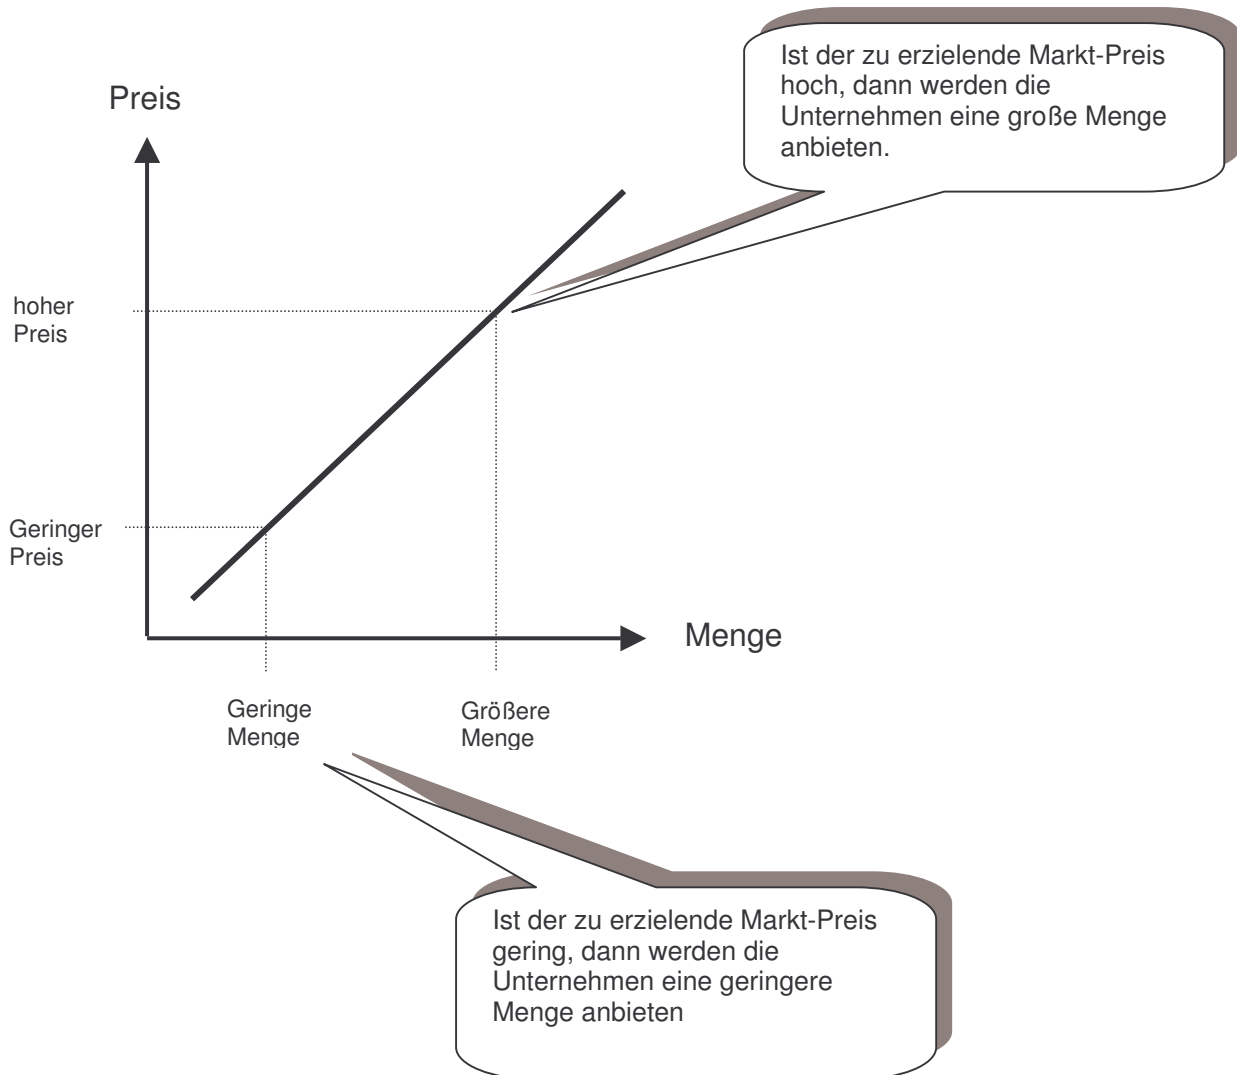 Ist der zu erzielende Markt-Preis
hoch, dann werden die
Unternehmen eine große Menge
anbieten.
Preis
hoher
Preis
Geringer
Preis
Menge
Geringe
Menge
Größere
Menge
Ist der zu erzielende Markt-Preis
gering, dann werden die
Unternehmen eine geringere
Menge anbieten